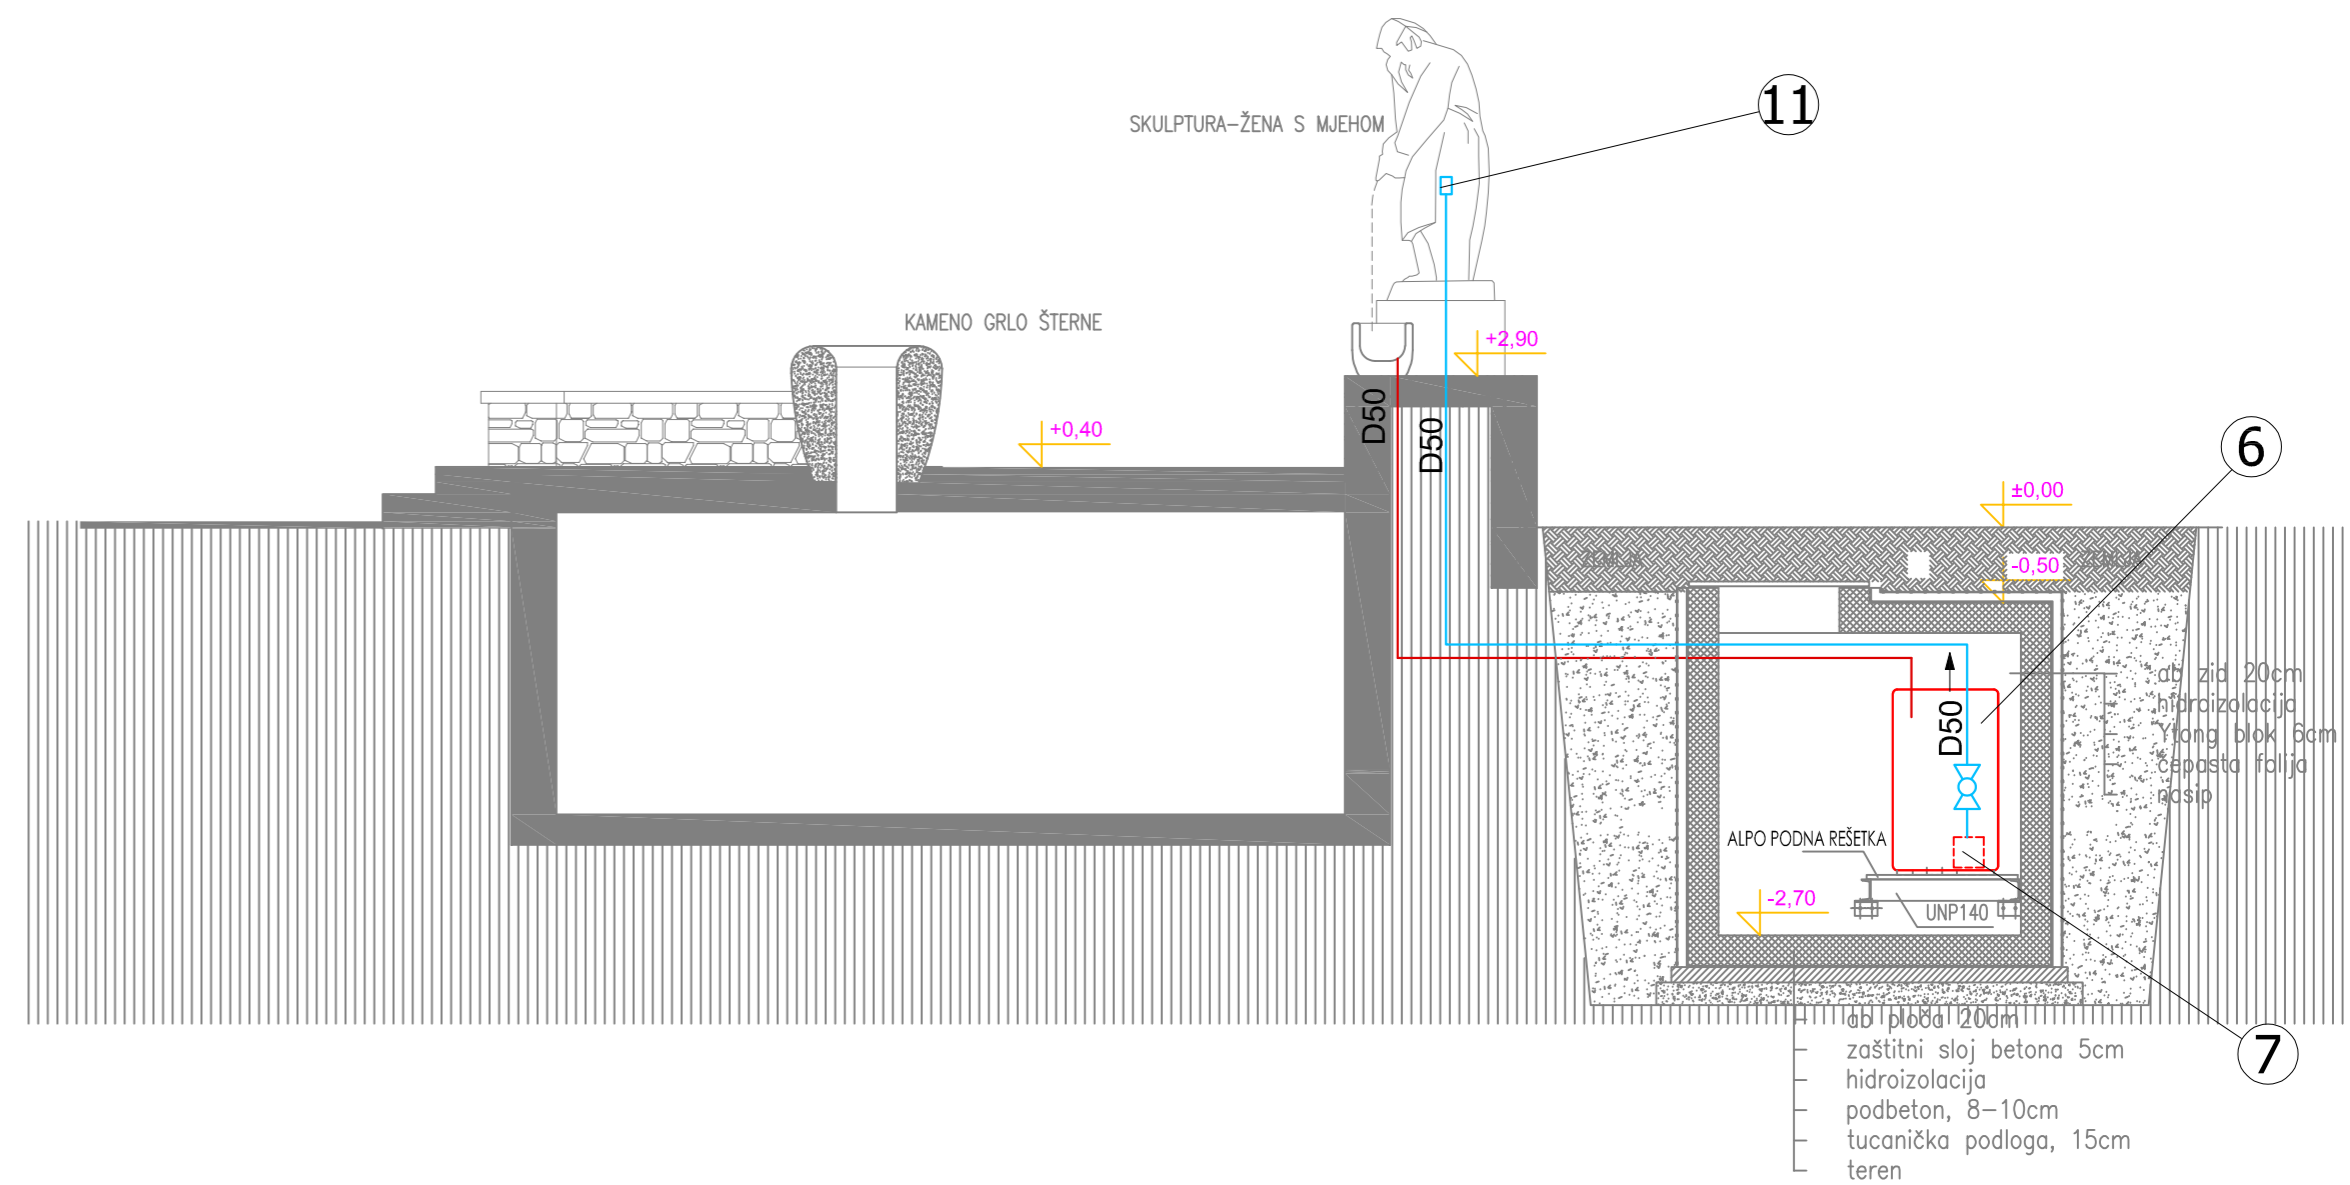 11
SKULPTURA-ŽENA S MJEHOM
KAMENO GRLO ŠTERNE
+2,90
D50
D50
+0,40
6
±0,00
ZEMLJA
-0,50
ZEMLJA
D50
ab zid 20cm
hidroizolacija
Ytong blok 6cm
čepasta folija
nasip
ALPO PODNA REŠETKA
-2,70
UNP140
7
ab ploča 20cm
zaštitni sloj betona 5cm
hidroizolacija
podbeton, 8-10cm
tucanička podloga, 15cm
teren